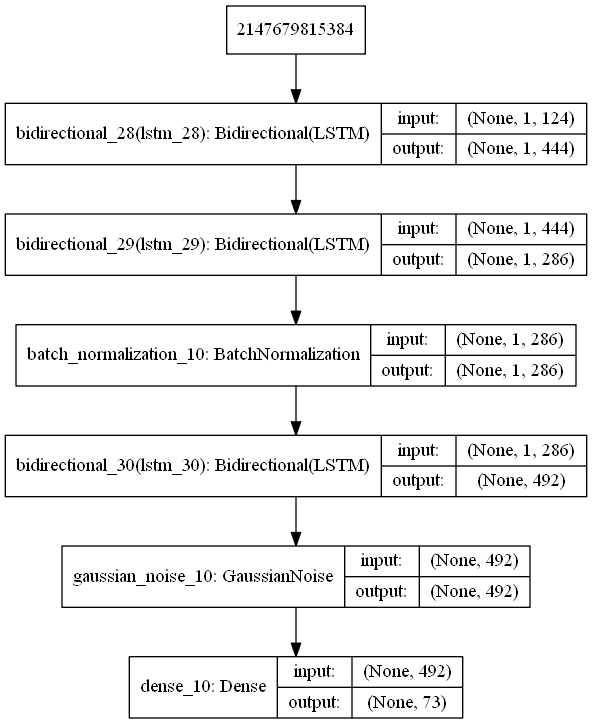 2147679815384
bidirectional_28(lstm_28): Bidirectional(LSTM)
input: (None, 1, 124)
output: (None, 1, 444)
bidirectional_29(lstm_29): Bidirectional(LSTM)
input: (None, 1, 444)
output: (None, 1, 286)
batch_normalization_10: BatchNormalization
input: (None, 1, 286)
output: (None, 1, 286)
bidirectional_30(lstm_30): Bidirectional(LSTM)
input: (None, 1, 286)
output: (None, 492)
gaussian_noise_10: GaussianNoise
input: (None, 492)
output: (None, 492)
dense_10: Dense
input: (None, 492)
output: (None, 73)